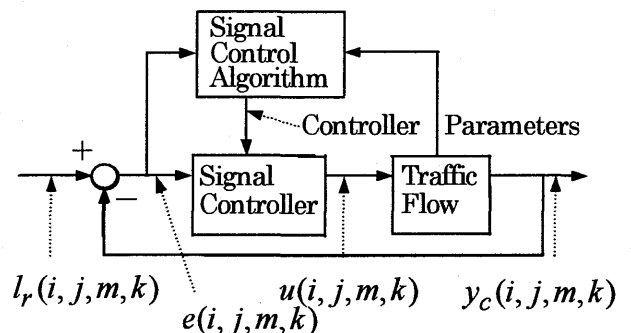 Signal
Control
Algorithm
Controller Parameters
+
−
Signal
Controller
Traffic
Flow
l_r(i, j, m, k)
e(i, j, m, k)
u(i, j, m, k)
y_c(i, j, m, k)